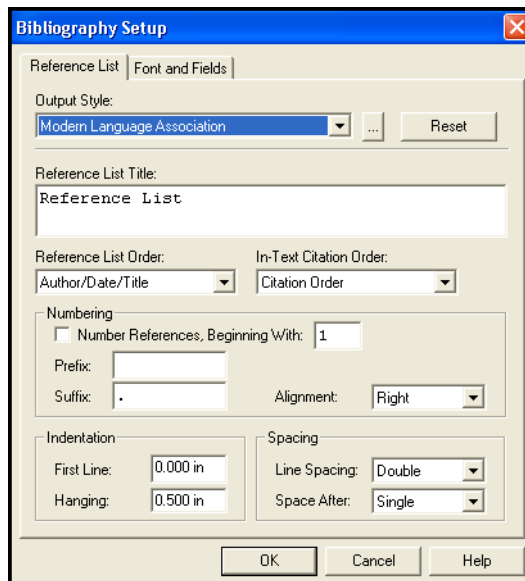 Bibliography Setup
Reference List
Font and Fields
Output Style:
Modern Language Association
...
Reset
Reference List Title:
Reference List
Reference List Order:
In-Text Citation Order:
Author/Date/Title
Citation Order
Numbering
Number References, Beginning With: 1
Prefix:
Suffix: .
Alignment: Right
Indentation
Spacing
First Line: 0.000 in
Line Spacing: Double
Hanging: 0.500 in
Space After: Single
OK
Cancel
Help